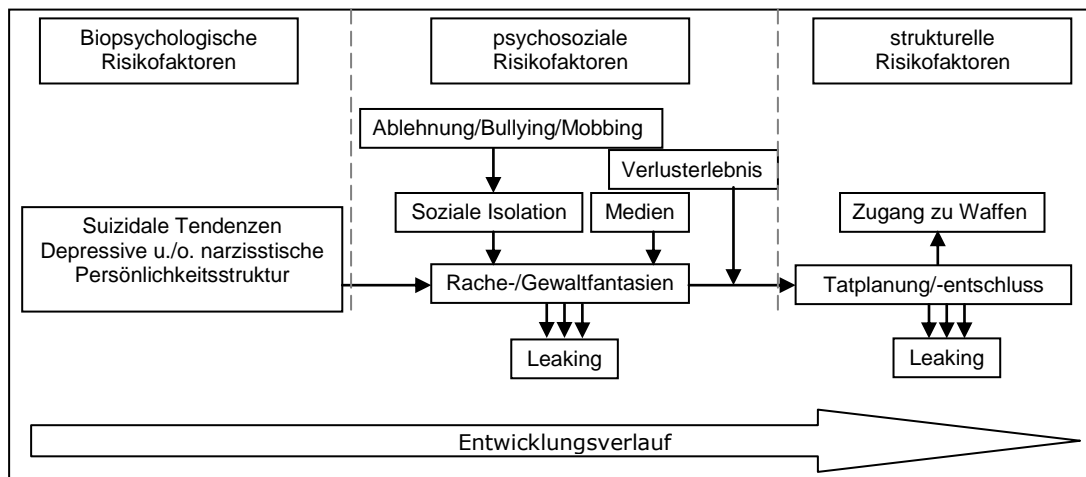 Biopsychologische
Risikofaktoren
psychosoziale
Risikofaktoren
strukturelle
Risikofaktoren
Ablehnung/Bullying/Mobbing
Verlusterlebnis
Soziale Isolation
Medien
Zugang zu Waffen
Suizidale Tendenzen
Depressive u./o. narzisstische
Persönlichkeitsstruktur
Rache-/Gewaltfantasien
Tatplanung/-entschluss
Leaking
Leaking
Entwicklungsverlauf